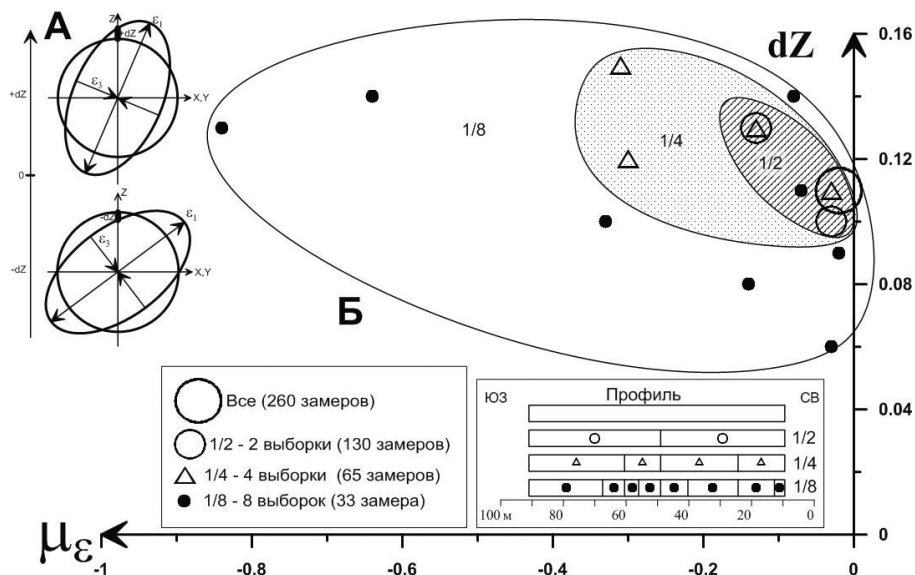 А
Z
ε1
+dZ
ε3
X,Y
+dZ
0
-dZ
Z
-dZ
ε1
ε3
X,Y
Б
1/8
1/4
1/2
dZ
0.16
0.12
0.08
0.04
0
Все (260 замеров)
1/2 - 2 выборки (130 замеров)
1/4 - 4 выборки (65 замеров)
1/8 - 8 выборок (33 замера)
ЮЗ Профиль СВ
1/2
1/4
1/8
100 м 80 60 40 20 0
με
-1 -0.8 -0.6 -0.4 -0.2 0